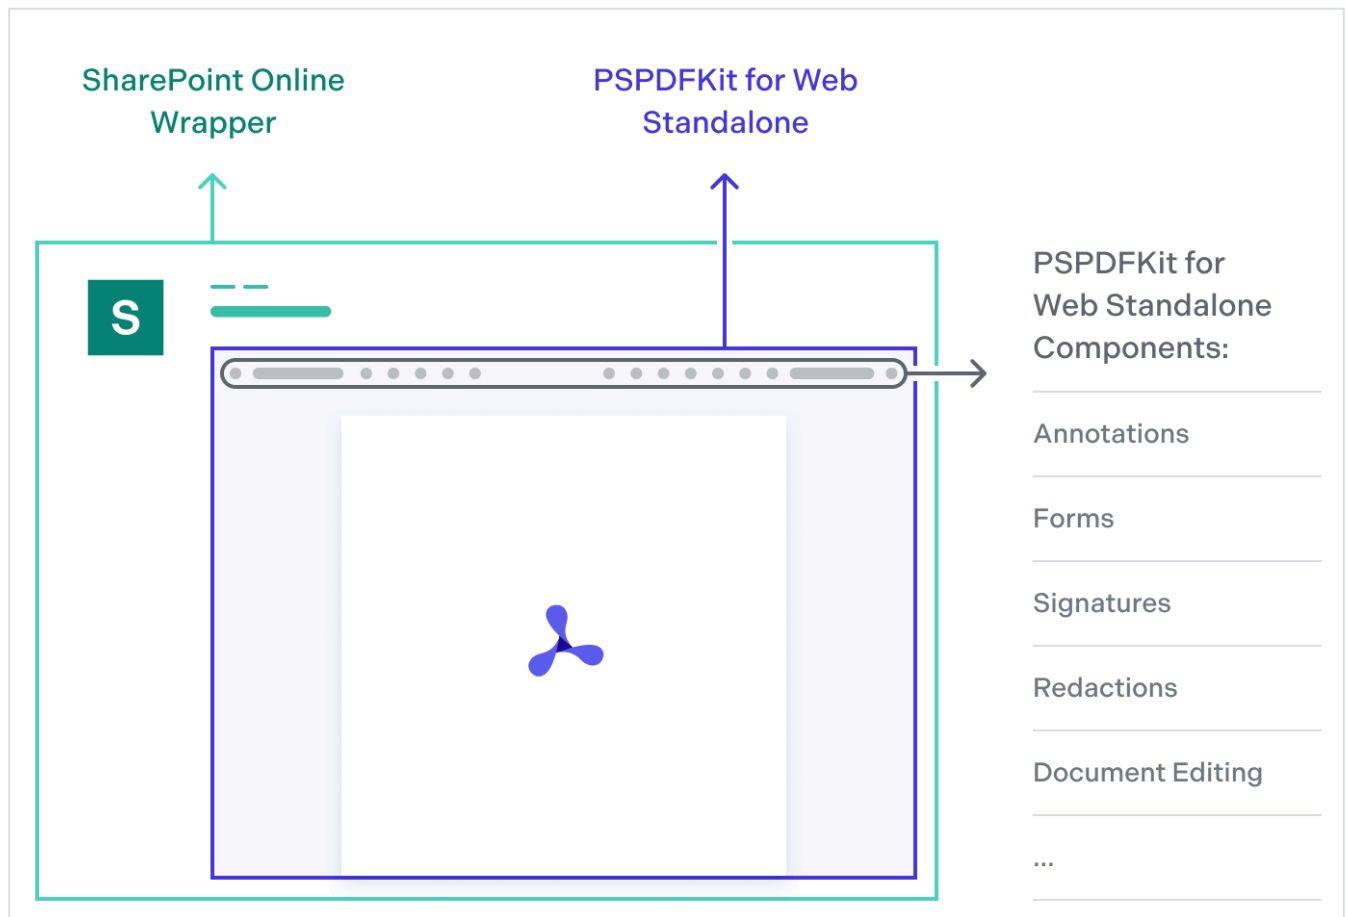 SharePoint Online
Wrapper
PSPDFKit for Web
Standalone
S
PSPDFKit for
Web Standalone
Components:
Annotations
Forms
Signatures
Redactions
Document Editing
...